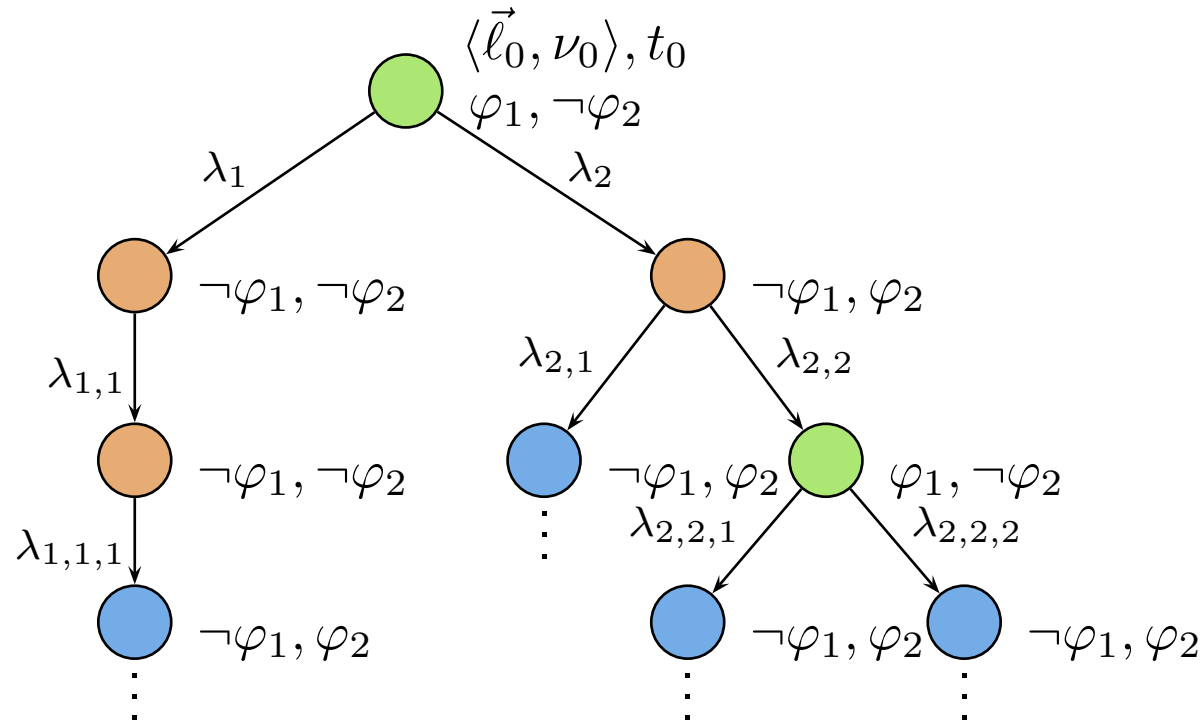 ⟨ℓ⃗₀, ν₀⟩, t₀
φ₁, ¬φ₂
λ₁
λ₂
¬φ₁, ¬φ₂
¬φ₁, φ₂
λ₁,₁
λ₂,₁
λ₂,₂
¬φ₁, ¬φ₂
¬φ₁, φ₂
φ₁, ¬φ₂
λ₁,₁,₁
λ₂,₂,₁
λ₂,₂,₂
¬φ₁, φ₂
¬φ₁, φ₂
¬φ₁, φ₂